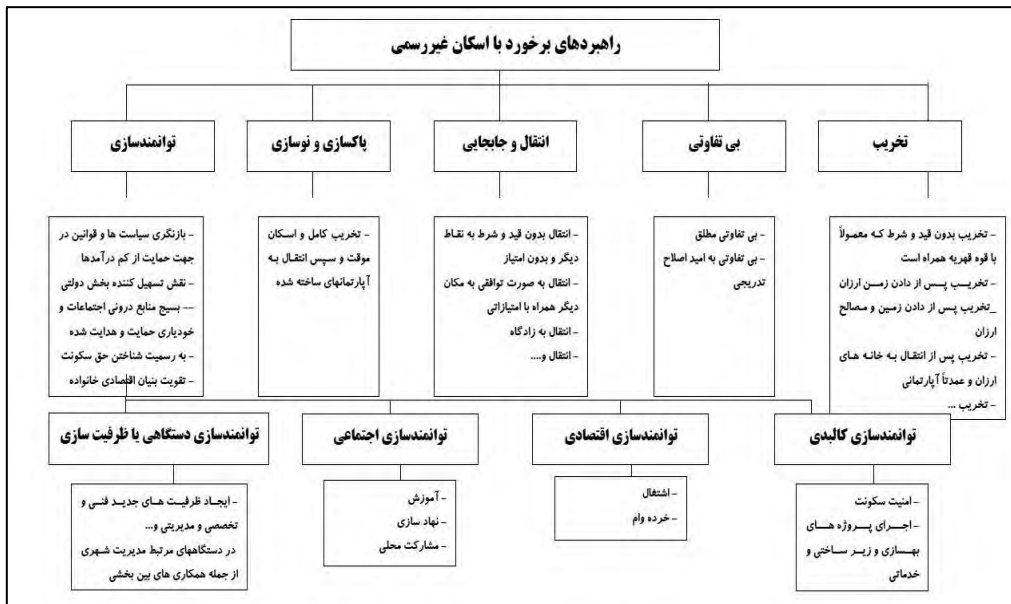 راهبردهای برخورد با اسکان غیررسمی
تخریب
بی تفاوتی
انتقال و جابجایی
پاکسازی و نوسازی
توانمندسازی
- تخریب بدون قید و شرط که معمولاً
با قوه قهریه همراه است
- تخریب پس از دادن زمین ارزان
_تخریب پس از دادن زمین و مصالح
ارزان
- تخریب پس از انتقال به خانه های
ارزان و عمدتاً آپارتمانی
- تخریب ...
- بی تفاوتی مطلق
- بی تفاوتی به امید اصلاح
تدریجی
- انتقال بدون قید و شرط به نقاط
دیگر و بدون امتیاز
- انتقال به صورت توافقی به مکان
دیگر همراه با امتیازاتی
- انتقال به زادگاه
- انتقال و....
- تخریب کامل و اسکان
موقت و سپس انتقال به
آپارتمانهای ساخته شده
- بازنگری سیاست ها و قوانین در
جهت حمایت از کم درآمدها
- نقش تسهیل کننده بخش دولتی
-- بسیج منابع درونی اجتماعات و
خودیاری حمایت و هدایت شده
- به رسمیت شناختن حق سکونت
- تقویت بنیان اقتصادی خانواده
توانمندسازی کالبدی
توانمندسازی اقتصادی
توانمندسازی اجتماعی
توانمندسازی دستگاهی یا ظرفیت سازی
- امنیت سکونت
- اجرای پروژه های
بهسازی و زیر ساختی و
خدماتی
- اشتغال
- خرده وام
- آموزش
- نهاد سازی
- مشارکت محلی
- ایجاد ظرفیت های جدید فنی و
تخصصی و مدیریتی و...
در دستگاههای مرتبط مدیریت شهری
از جمله همکاری های بین بخشی